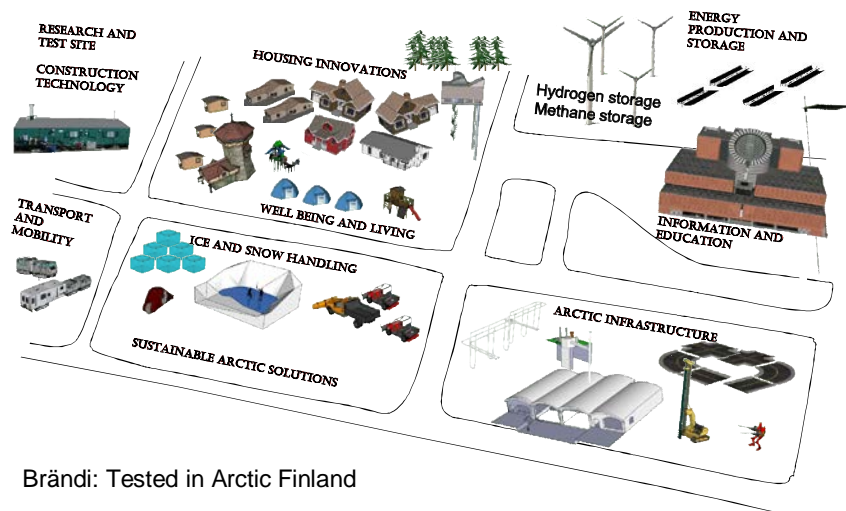 RESEARCH AND
TEST SITE
CONSTRUCTION
TECHNOLOGY
HOUSING INNOVATIONS
ENERGY
PRODUCTION AND
STORAGE
Hydrogen storage
Methane storage
TRANSPORT
AND
MOBILITY
WELL BEING AND LIVING
INFORMATION AND
EDUCATION
ICE AND SNOW HANDLING
SUSTAINABLE ARCTIC SOLUTIONS
ARCTIC INFRASTRUCTURE
Brändi: Tested in Arctic Finland